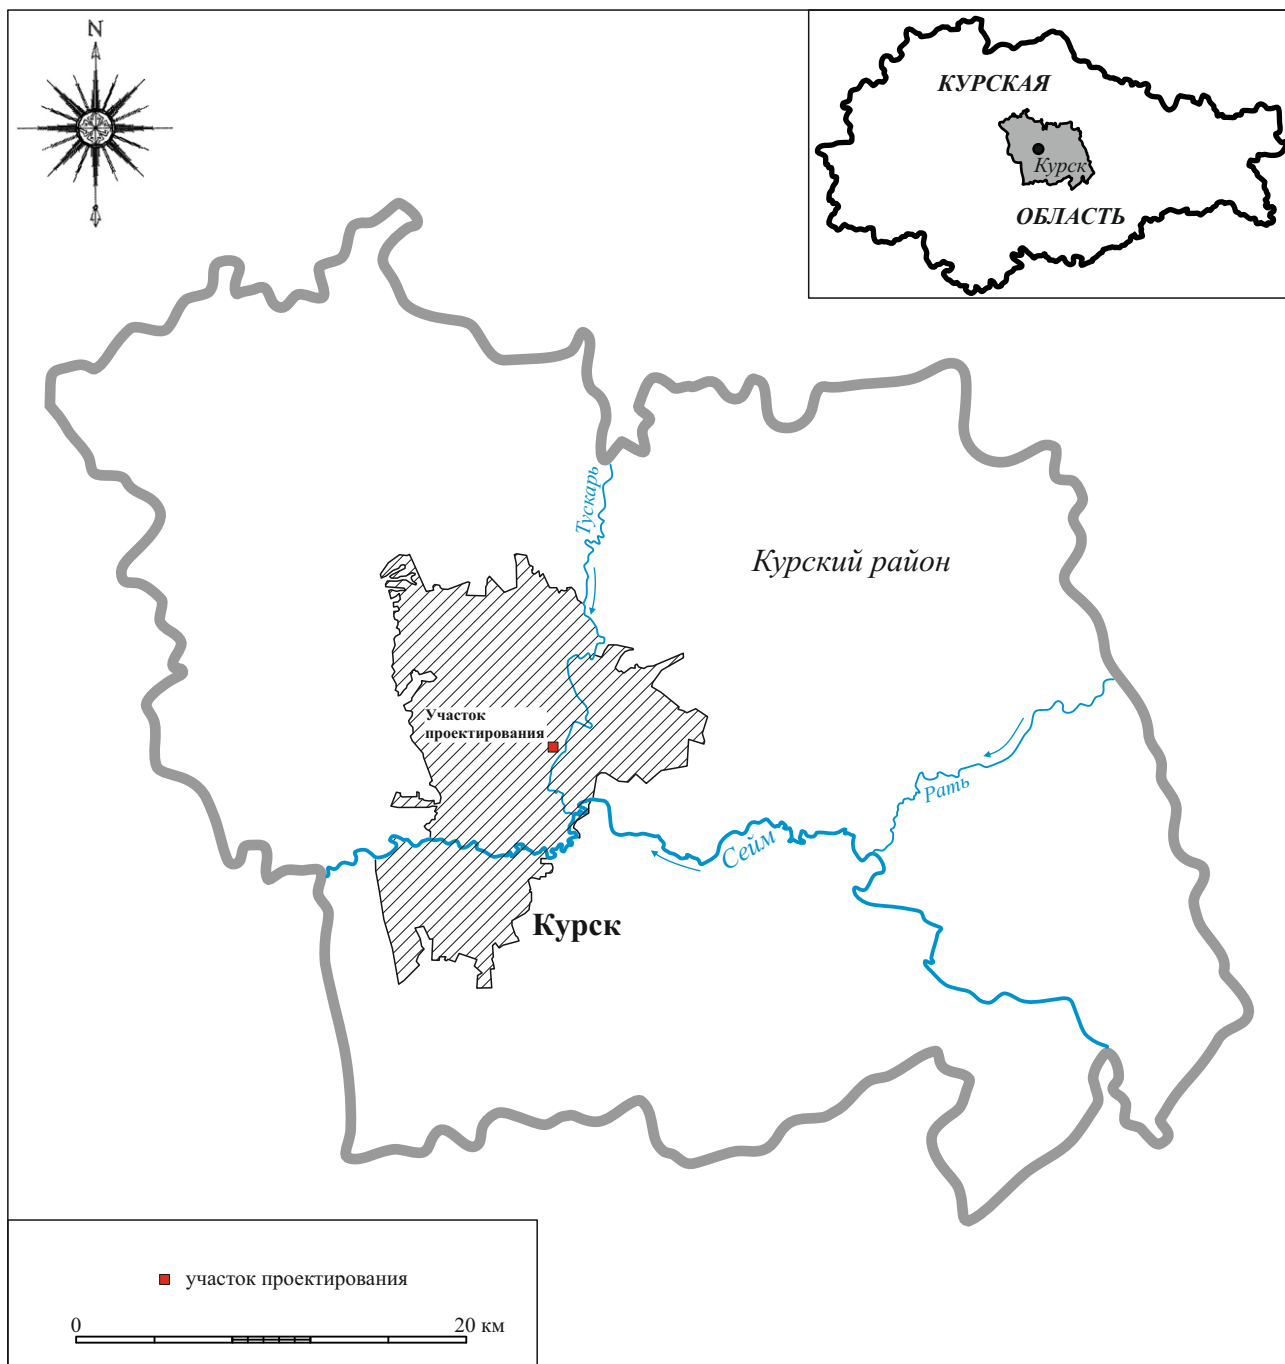 N
КУРСКАЯ
Курск
ОБЛАСТЬ
Тускарь
Курский район
Участок
проектирования
Рать
Сейм
Курск
участок проектирования
0 20 км